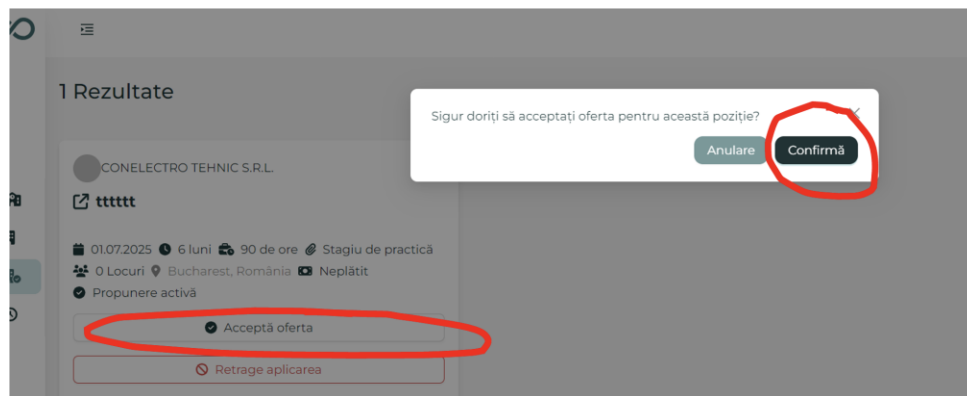 1 Rezultate
Sigur doriți să acceptați oferta pentru această poziție?
Anulare Confirmă
CONELECTRO TEHNIC S.R.L.
tttttt
01.07.2025 6 luni 90 de ore Stagiu de practică
0 Locuri Bucharest, România Neplătit
Propunere activă
Acceptă oferta
Retrage aplicarea